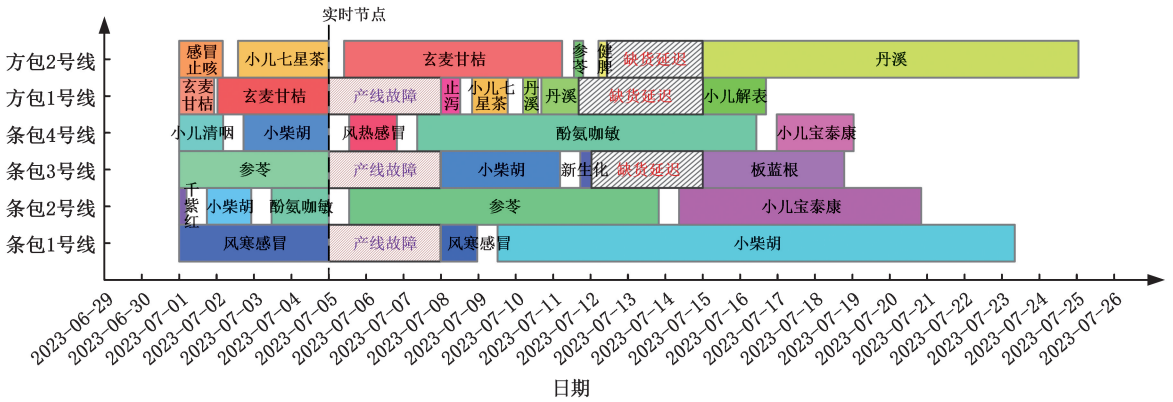 实时节点
方包2号线
感冒
止咳
小儿七星茶
玄麦甘桔
参
苓
健
脾
缺货延迟
丹溪
方包1号线
玄麦
甘桔
玄麦甘桔
产线故障
止
泻
小儿七
星茶
丹
溪
丹溪
缺货延迟
小儿解表
条包4号线
小儿清咽
小柴胡
风热感冒
酚氨咖敏
小儿宝泰康
条包3号线
参苓
产线故障
小柴胡
新生化
缺货延迟
板蓝根
条包2号线
千
紫
红
小柴胡
酚氨咖敏
参苓
小儿宝泰康
条包1号线
风寒感冒
产线故障
风寒感冒
小柴胡
2023-06-29
2023-06-30
2023-07-01
2023-07-02
2023-07-03
2023-07-04
2023-07-05
2023-07-06
2023-07-07
2023-07-08
2023-07-09
2023-07-10
2023-07-11
2023-07-12
2023-07-13
2023-07-14
2023-07-15
2023-07-16
2023-07-17
2023-07-18
2023-07-19
2023-07-20
2023-07-21
2023-07-22
2023-07-23
2023-07-24
2023-07-25
2023-07-26
日期